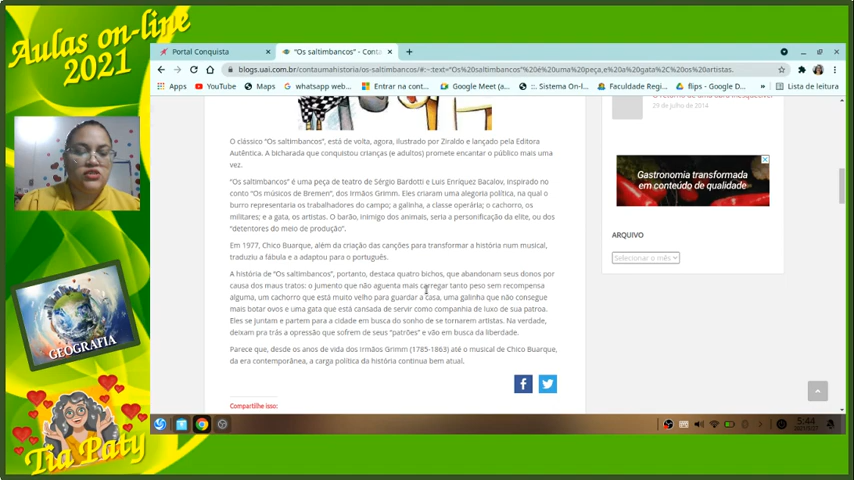 Aulas on-line
2021
Portal Conquista
"Os saltimbancos" - Conta
blogs.uai.com.br/contaumahistoria/os-saltimbancos/#:~:text="Os%20saltimbancos"%20é%20uma%20peça,e%20a%20gata%2C%20os%20artistas.
Apps
YouTube
Maps
whatsapp web...
Entrar na cont...
Google Meet (a...
::. Sistema On-l...
Faculdade Regi...
flips - Google D...
29 de julho de 2014
O clássico "Os saltimbancos", está de volta, agora, ilustrado por Ziraldo e lançado pela Editora
Autêntica. A bicharada que conquistou crianças (e adultos) promete encantar o público mais uma
vez.
"Os saltimbancos" é uma peça de teatro de Sérgio Bardotti e Luis Enríquez Bacalov, inspirado no
conto "Os músicos de Bremen", dos Irmãos Grimm. Eles criaram uma alegoria política, na qual o
burro representaria os trabalhadores do campo; a galinha, a classe operária; o cachorro, os
militares; e a gata, os artistas. O barão, inimigo dos animais, seria a personificação da elite, ou dos
"detentores do meio de produção".
Em 1977, Chico Buarque, além da criação das canções para transformar a história num musical,
traduziu a fábula e a adaptou para o português.
A história de "Os saltimbancos", portanto, destaca quatro bichos, que abandonam seus donos por
causa dos maus tratos: o jumento que não aguenta mais carregar tanto peso sem recompensa
alguma, um cachorro que está muito velho para guardar a casa, uma galinha que não consegue
mais botar ovos e uma gata que está cansada de servir como companhia de luxo de sua patroa.
Eles se juntam e partem para a cidade em busca do sonho de se tornarem artistas. Na verdade,
deixam pra trás a opressão que sofrem de seus "patrões" e vão em busca da liberdade.
Parece que, desde os anos de vida dos Irmãos Grimm (1785-1863) até o musical de Chico Buarque,
da era contemporânea, a carga política da história continua bem atual.
Compartilhe isso:
Gastronomia transformada
em conteúdo de qualidade
ARQUIVO
Selecionar o mês
GEOGRAFIA
Tia Paty
5:44